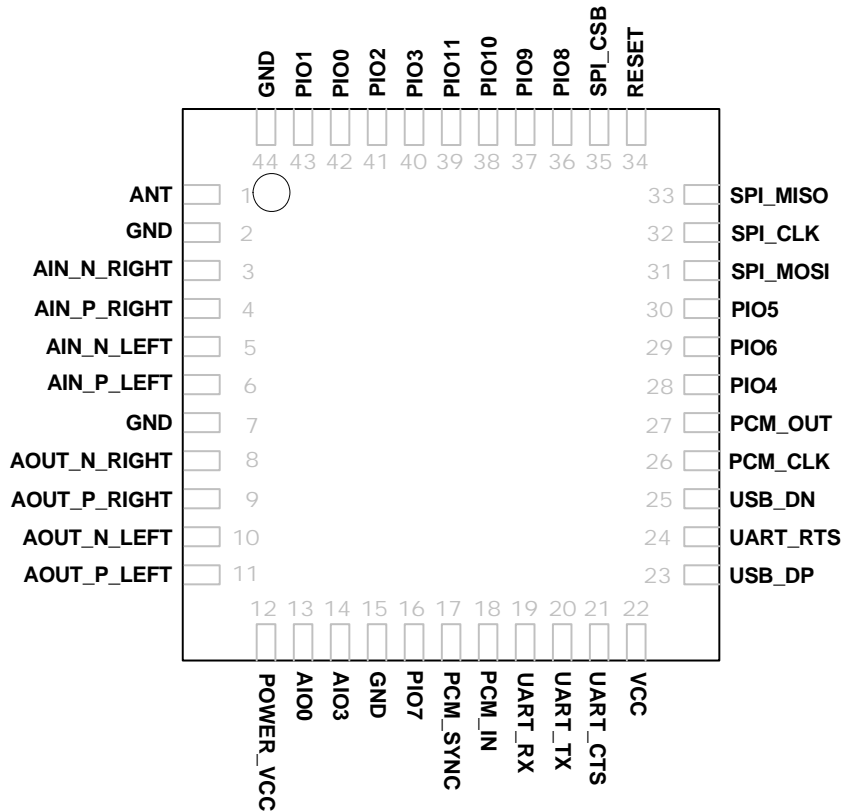 GND
PIO1
PIO0
PIO2
PIO3
PIO11
PIO10
PIO9
PIO8
SPI_CSB
RESET
44 43 42 41 40 39 38 37 36 35 34
ANT 1 33 SPI_MISO
GND 2 32 SPI_CLK
AIN_N_RIGHT 3 31 SPI_MOSI
AIN_P_RIGHT 4 30 PIO5
AIN_N_LEFT 5 29 PIO6
AIN_P_LEFT 6 28 PIO4
GND 7 27 PCM_OUT
AOUT_N_RIGHT 8 26 PCM_CLK
AOUT_P_RIGHT 9 25 USB_DN
AOUT_N_LEFT 10 24 UART_RTS
AOUT_P_LEFT 11 23 USB_DP
12 13 14 15 16 17 18 19 20 21 22
POWER_VCC
AIO0
AIO3
GND
PIO7
PCM_SYNC
PCM_IN
UART_RX
UART_TX
UART_CTS
VCC